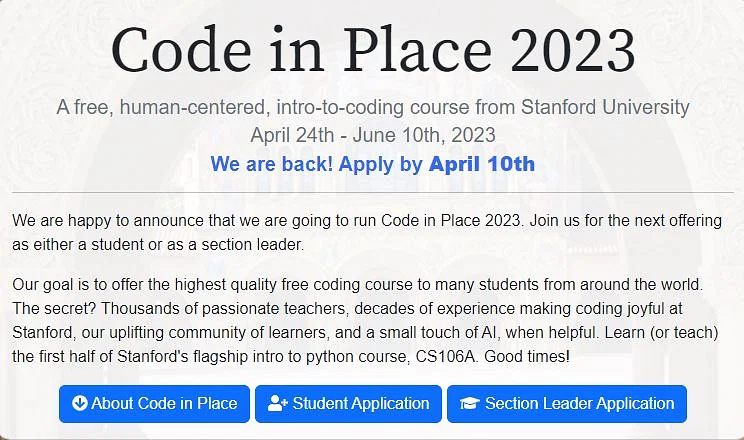 Code in Place 2023
A free, human-centered, intro-to-coding course from Stanford University
April 24th - June 10th, 2023
We are back! Apply by April 10th
We are happy to announce that we are going to run Code in Place 2023. Join us for the next offering
as either a student or as a section leader.
Our goal is to offer the highest quality free coding course to many students from around the world.
The secret? Thousands of passionate teachers, decades of experience making coding joyful at
Stanford, our uplifting community of learners, and a small touch of AI, when helpful. Learn (or teach)
the first half of Stanford's flagship intro to python course, CS106A. Good times!
About Code in Place Student Application Section Leader Application